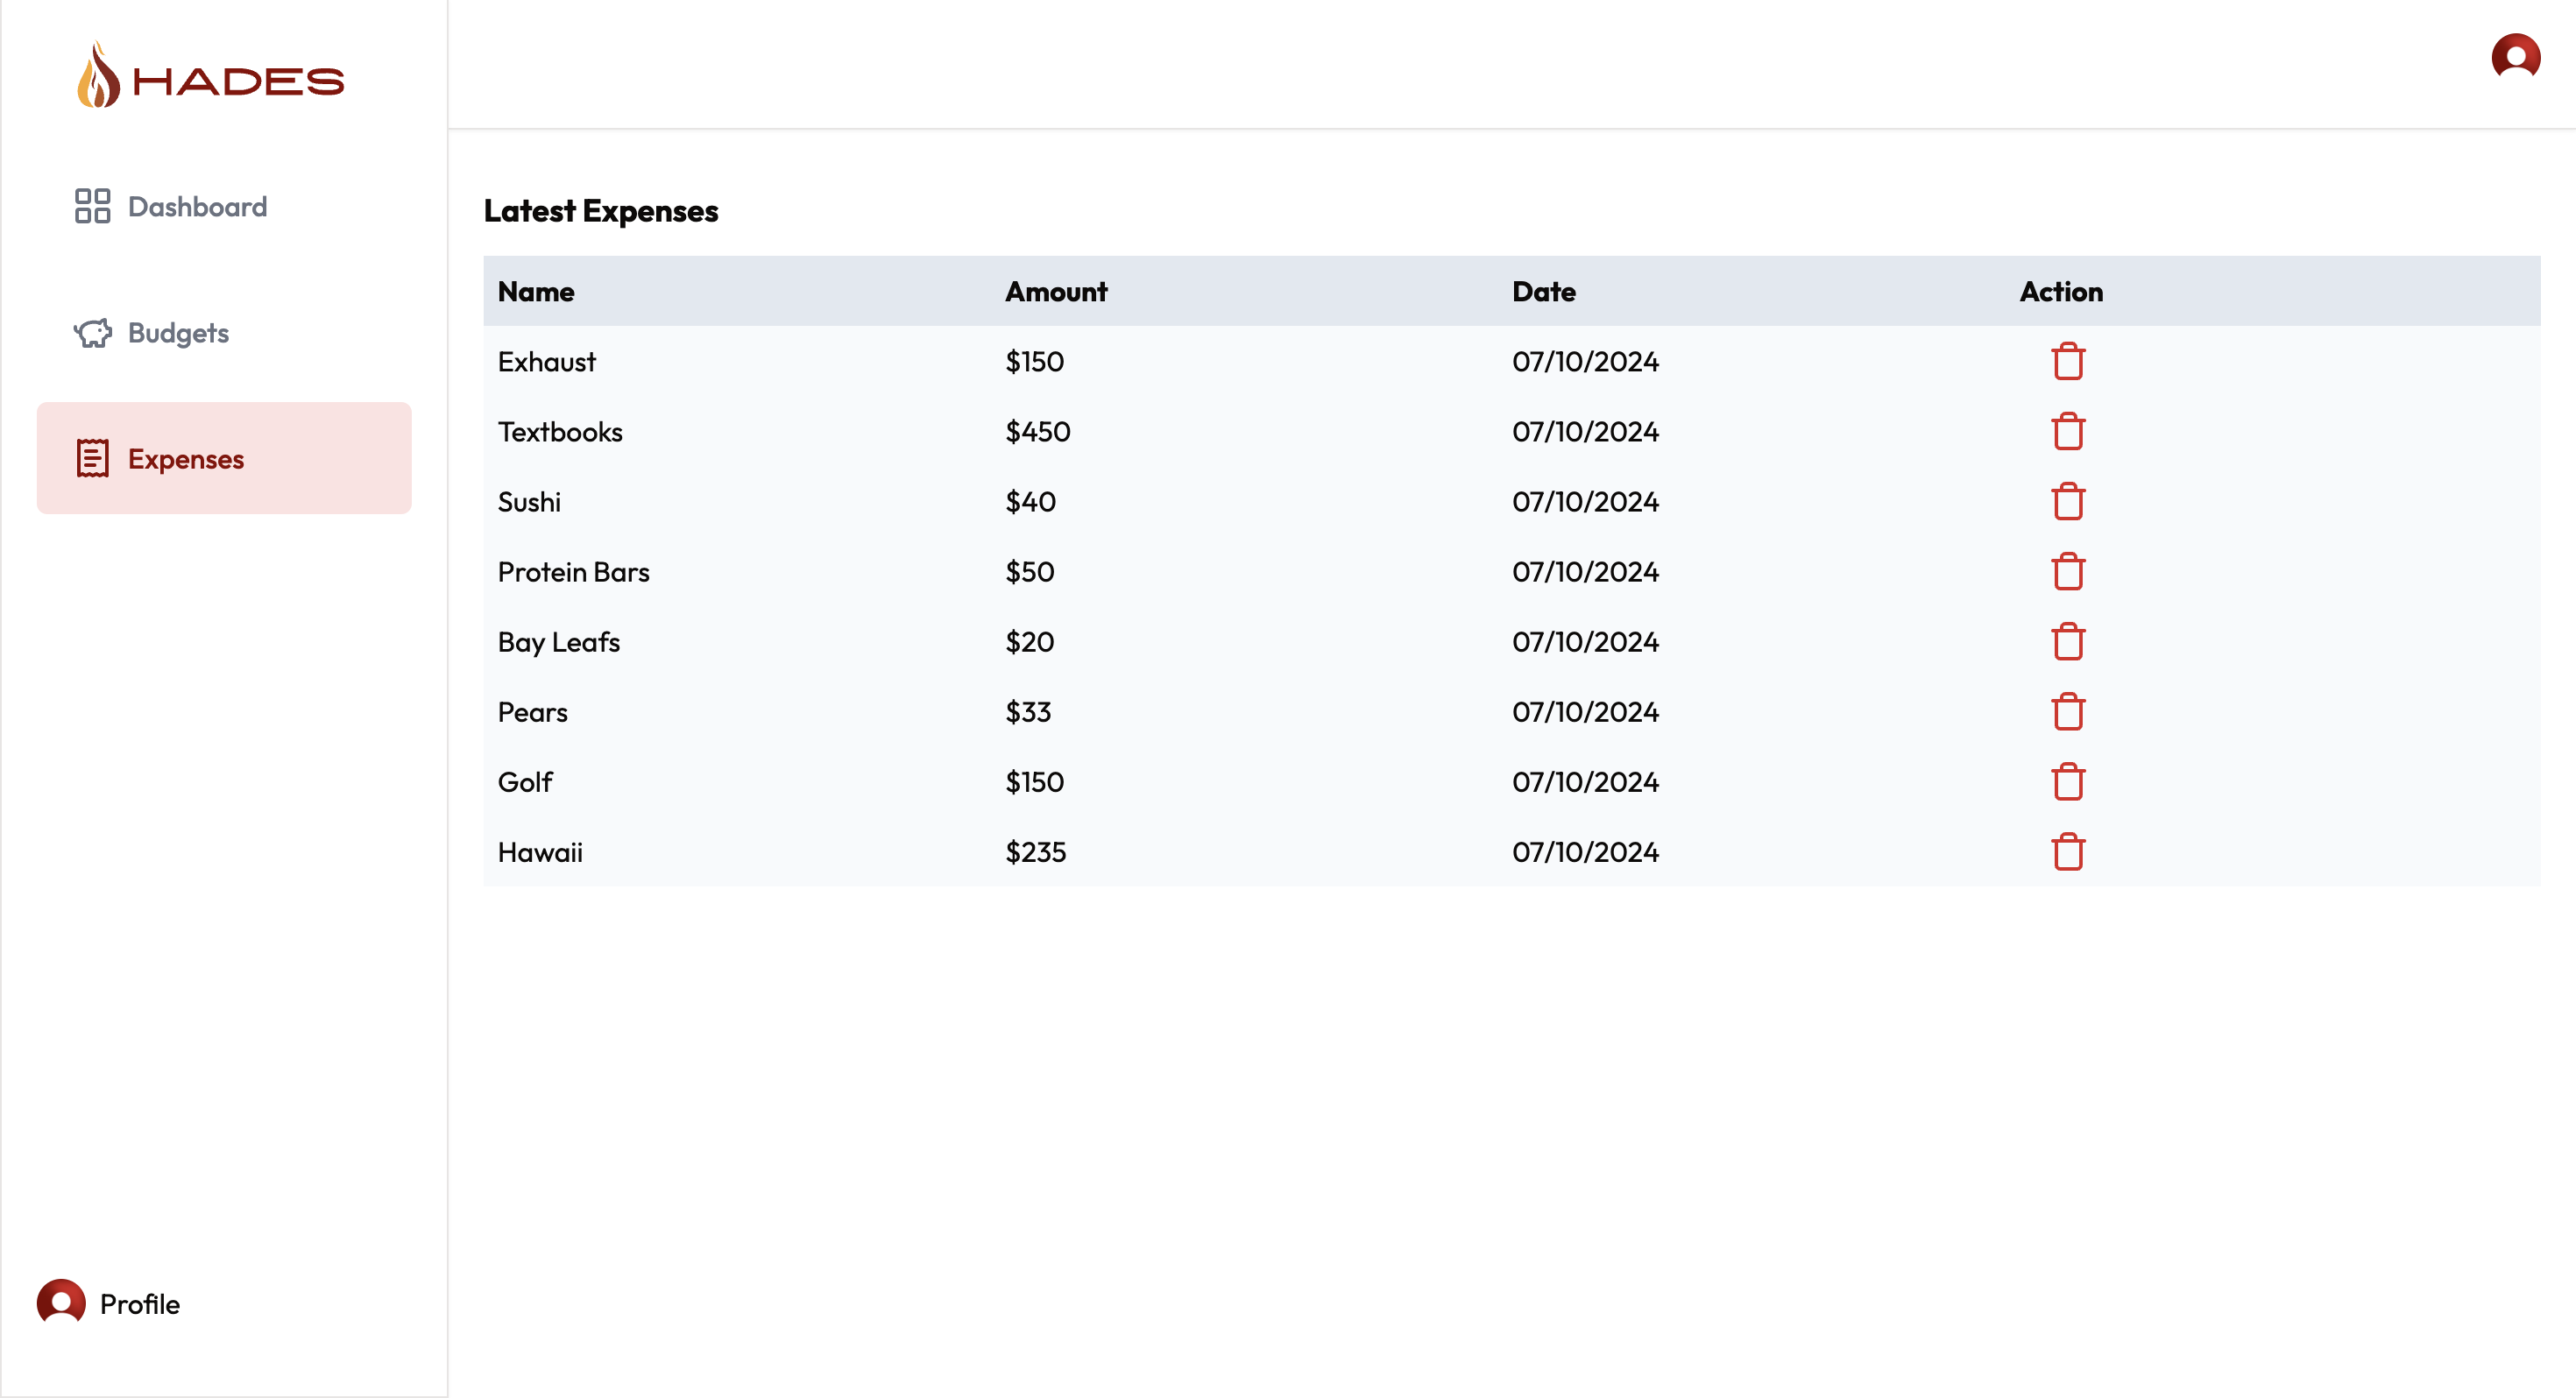 HADES
Dashboard
Budgets
Expenses
Profile
Latest Expenses
Name Amount Date Action
Exhaust $150 07/10/2024
Textbooks $450 07/10/2024
Sushi $40 07/10/2024
Protein Bars $50 07/10/2024
Bay Leafs $20 07/10/2024
Pears $33 07/10/2024
Golf $150 07/10/2024
Hawaii $235 07/10/2024